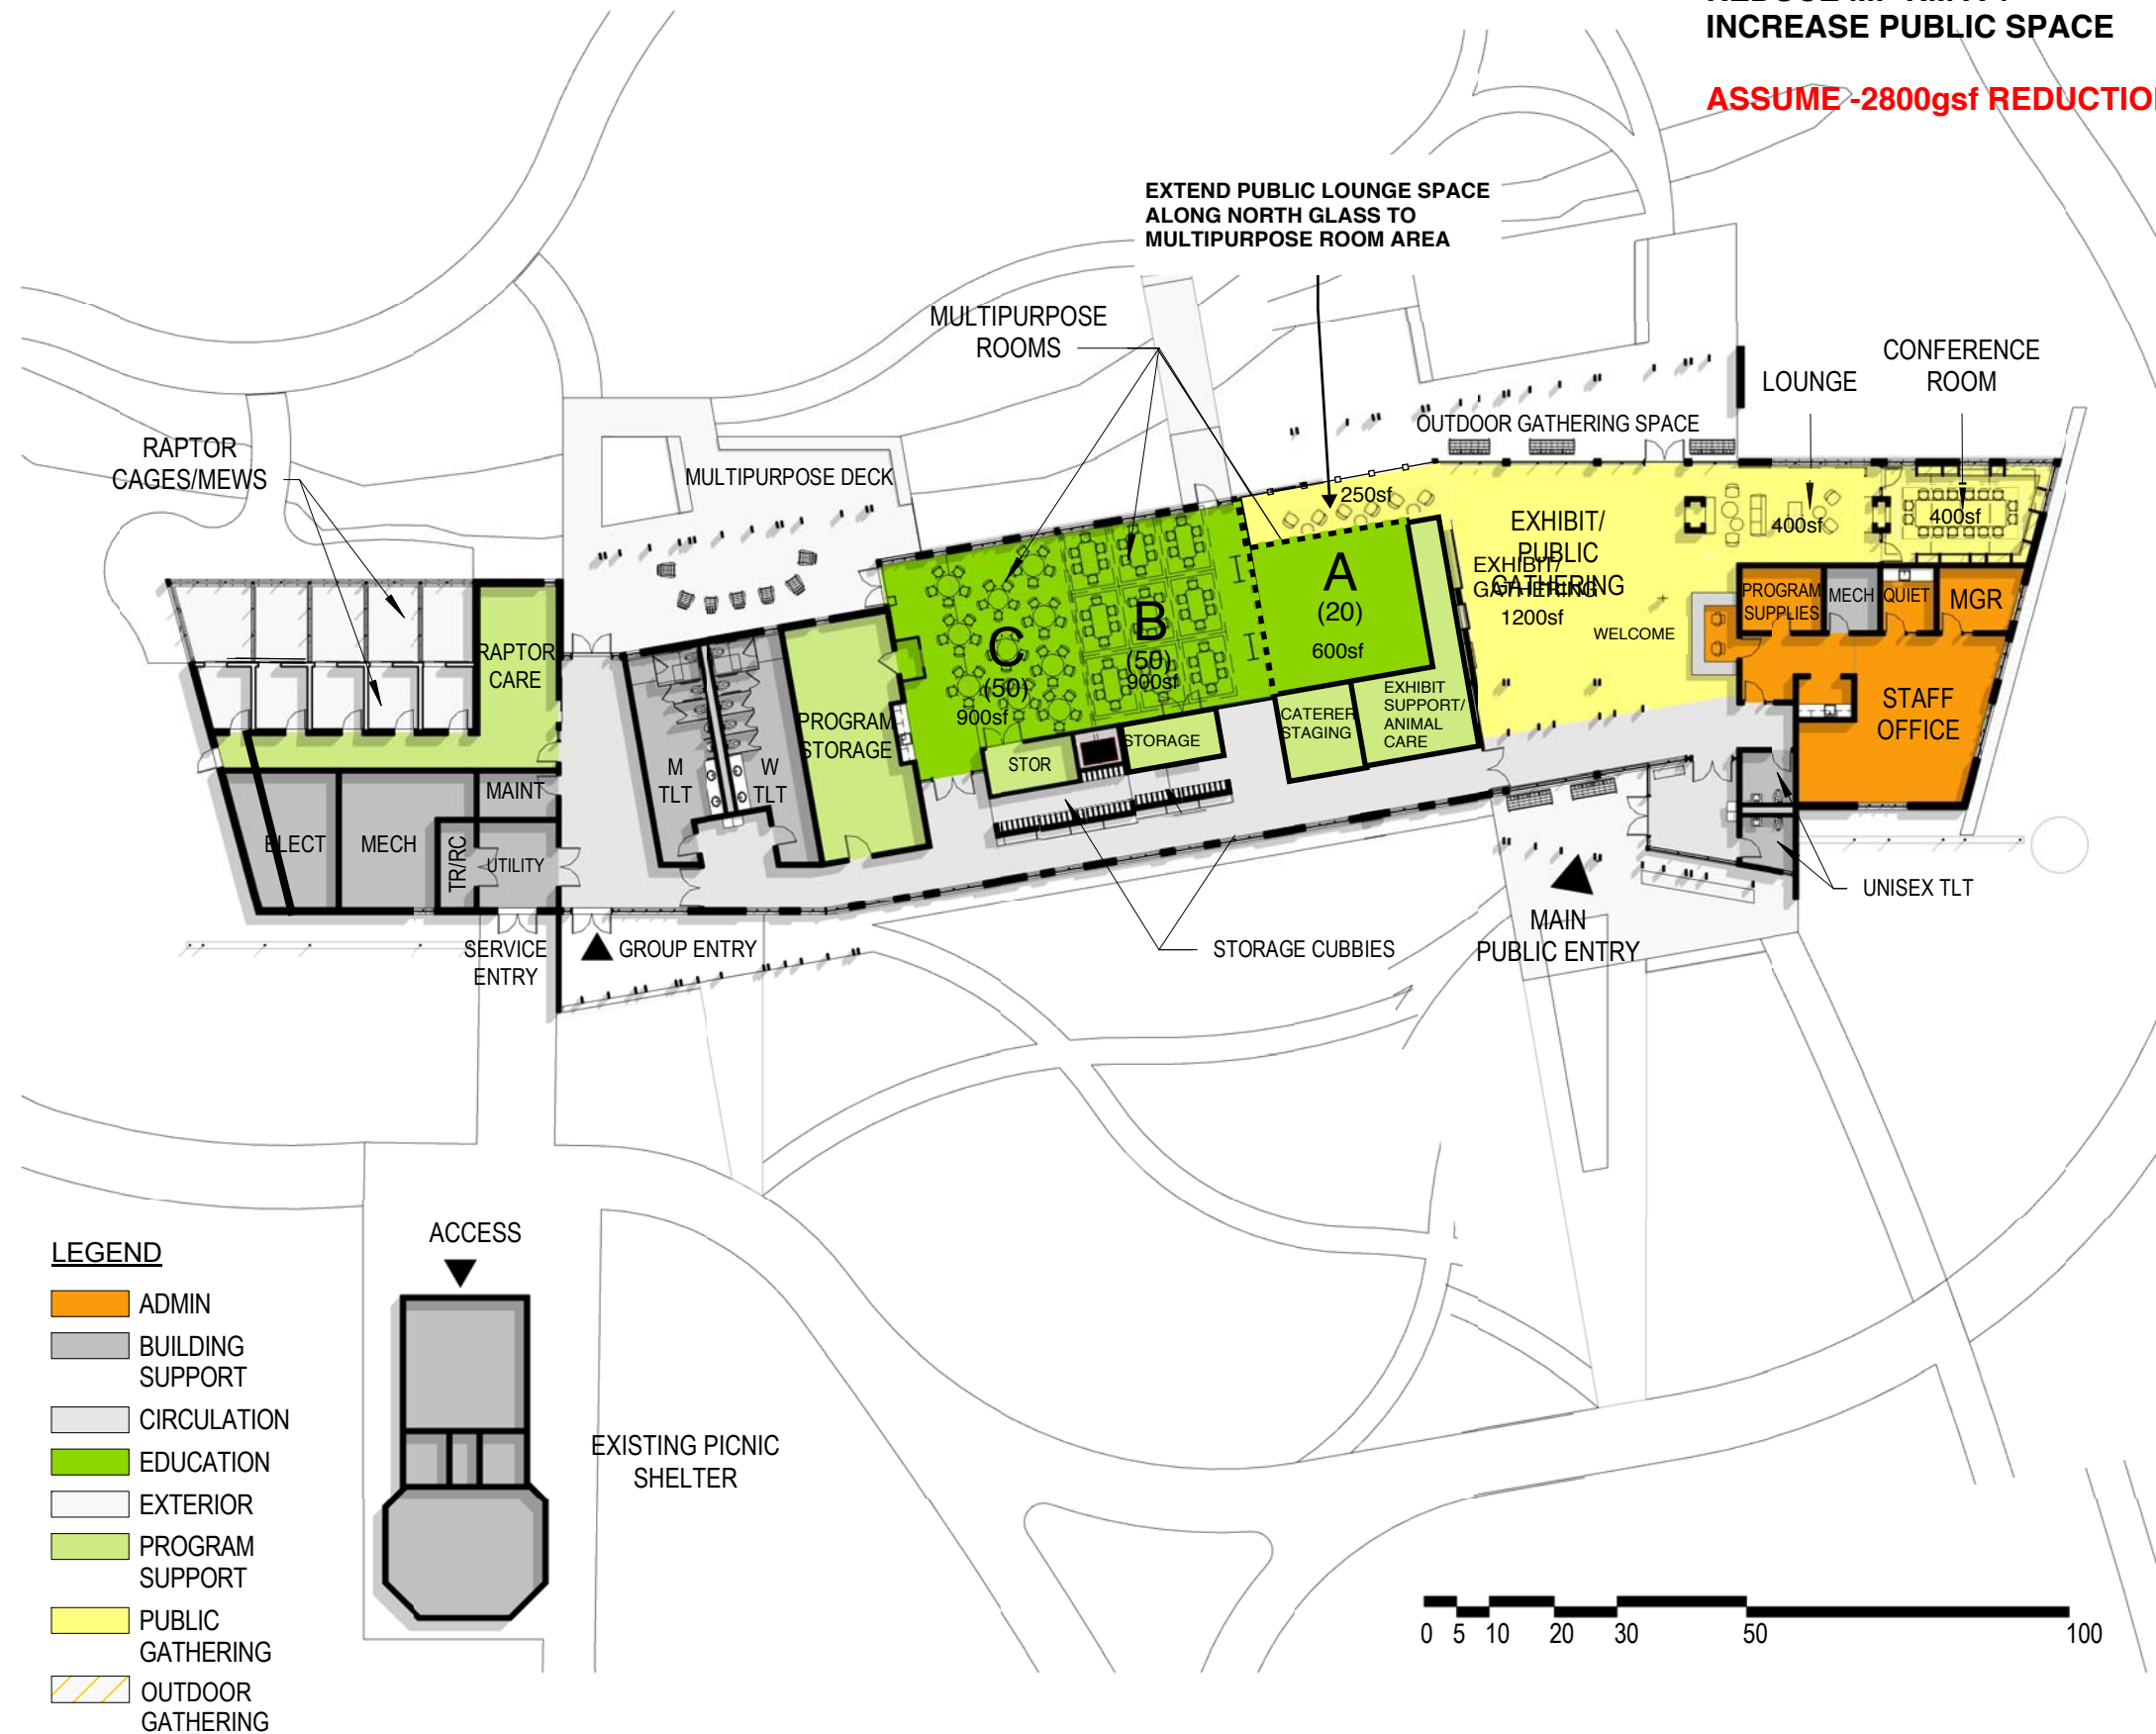 INCREASE PUBLIC SPACE
ASSUME -2800gsf REDUCTION
EXTEND PUBLIC LOUNGE SPACE
ALONG NORTH GLASS TO
MULTIPURPOSE ROOM AREA
MULTIPURPOSE
ROOMS
CONFERENCE
ROOM
LOUNGE
OUTDOOR GATHERING SPACE
RAPTOR
CAGES/MEWS
MULTIPURPOSE DECK
250sf
EXHIBIT/
PUBLIC
GATHERING
1200sf
EXHIBIT/
GATHERING
400sf
400sf
A
(20)
600sf
B
(50)
900sf
C
(50)
900sf
WELCOME
PROGRAM
SUPPLIES
MECH
QUIET
MGR
RAPTOR
CARE
STAFF
OFFICE
PROGRAM
STORAGE
M
TLT
W
TLT
STOR
STORAGE
CATERER
STAGING
EXHIBIT
SUPPORT/
ANIMAL
CARE
MAINT
ELECT
MECH
TR/RC
UTILITY
UNISEX TLT
MAIN
PUBLIC ENTRY
STORAGE CUBBIES
SERVICE
ENTRY
GROUP ENTRY
ACCESS
EXISTING PICNIC
SHELTER
LEGEND
ADMIN
BUILDING
SUPPORT
CIRCULATION
EDUCATION
EXTERIOR
PROGRAM
SUPPORT
PUBLIC
GATHERING
OUTDOOR
GATHERING
0 5 10 20 30 50 100